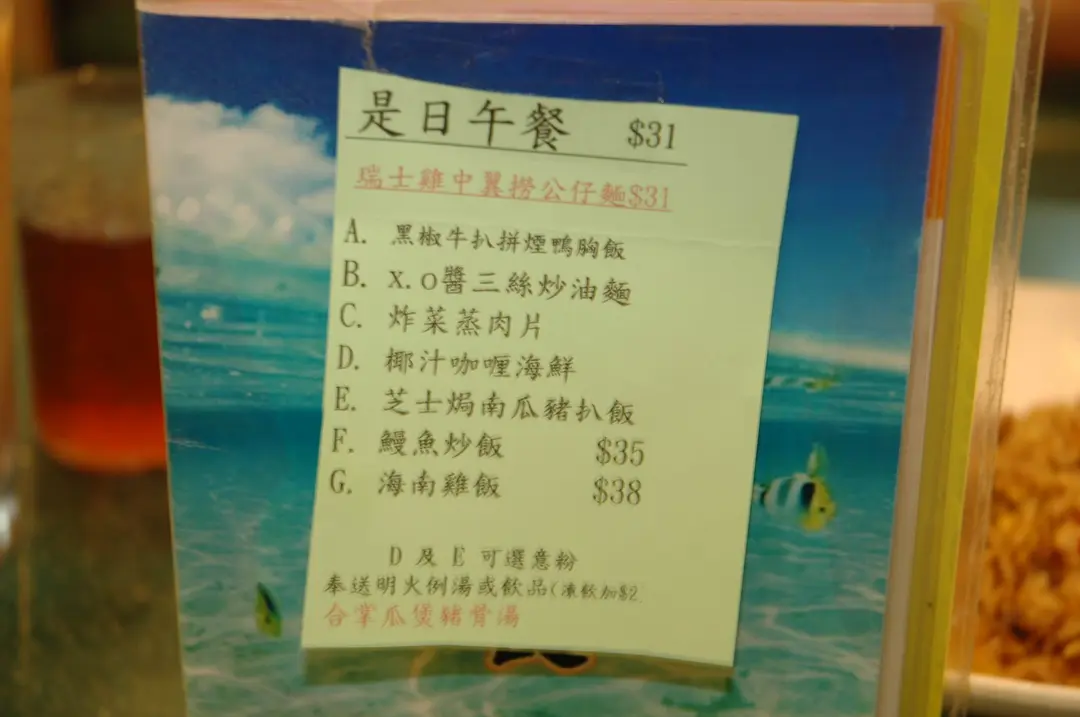 是日午餐 $31
瑞士雞中翼撈公仔麵$31
A. 黑椒牛扒拼煙鴨胸飯
B. x.o醬三絲炒油麵
C. 炸菜蒸肉片
D. 椰汁咖喱海鮮
E. 芝士焗南瓜豬扒飯
F. 鰻魚炒飯 $35
G. 海南雞飯 $38
D 及 E 可選意粉
奉送明火例湯或飲品(凍飲加$2
合掌瓜煲豬骨湯